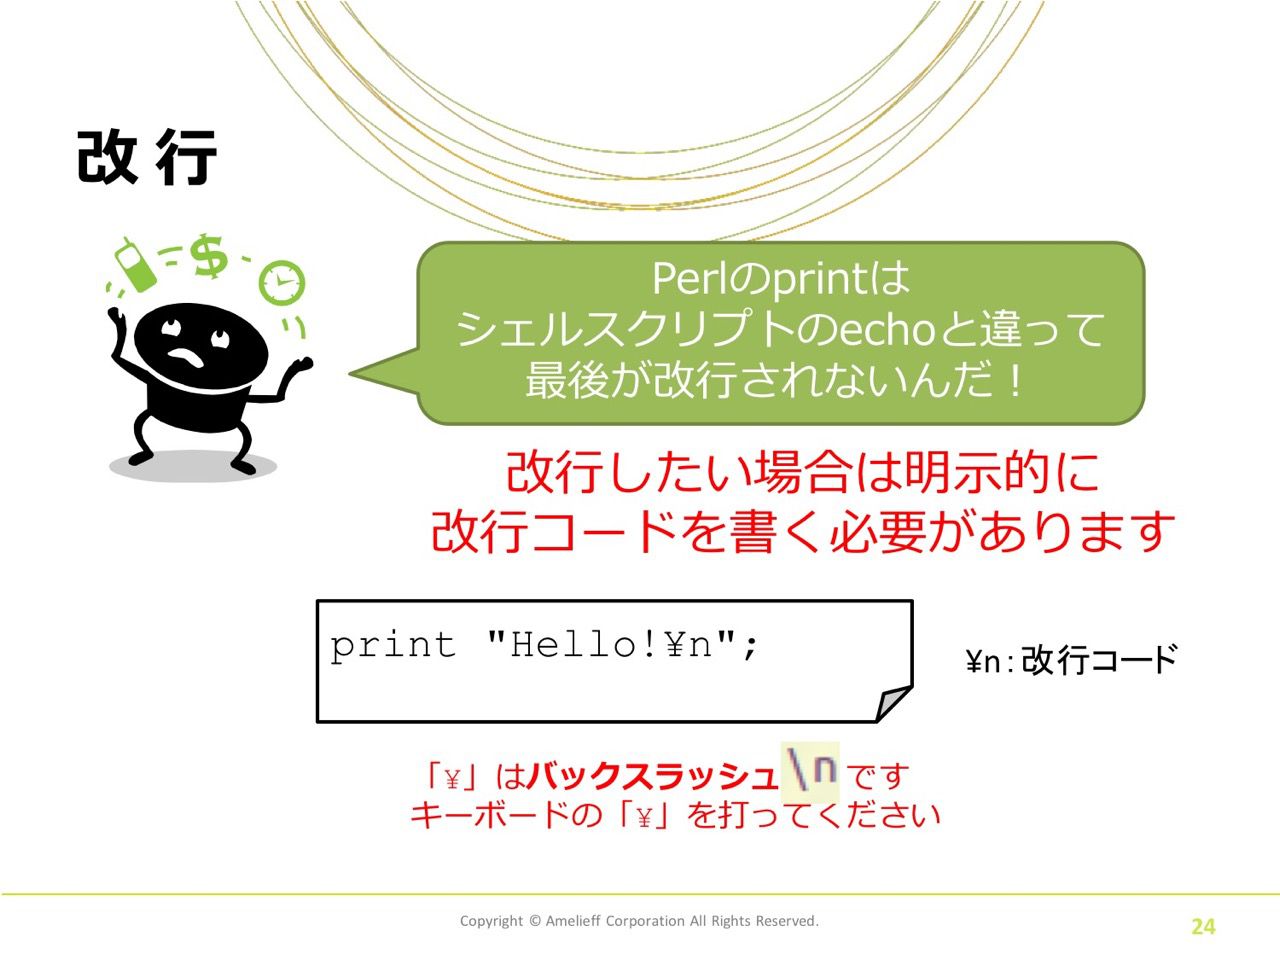 改行
Perlのprintは
シェルスクリプトのechoと違って
最後が改行されないんだ！
改行したい場合は明示的に
改行コードを書く必要があります
print "Hello!¥n";
¥n：改行コード
「¥」はバックスラッシュ\nです
キーボードの「¥」を打ってください
Copyright © Amelieff Corporation All Rights Reserved.
24